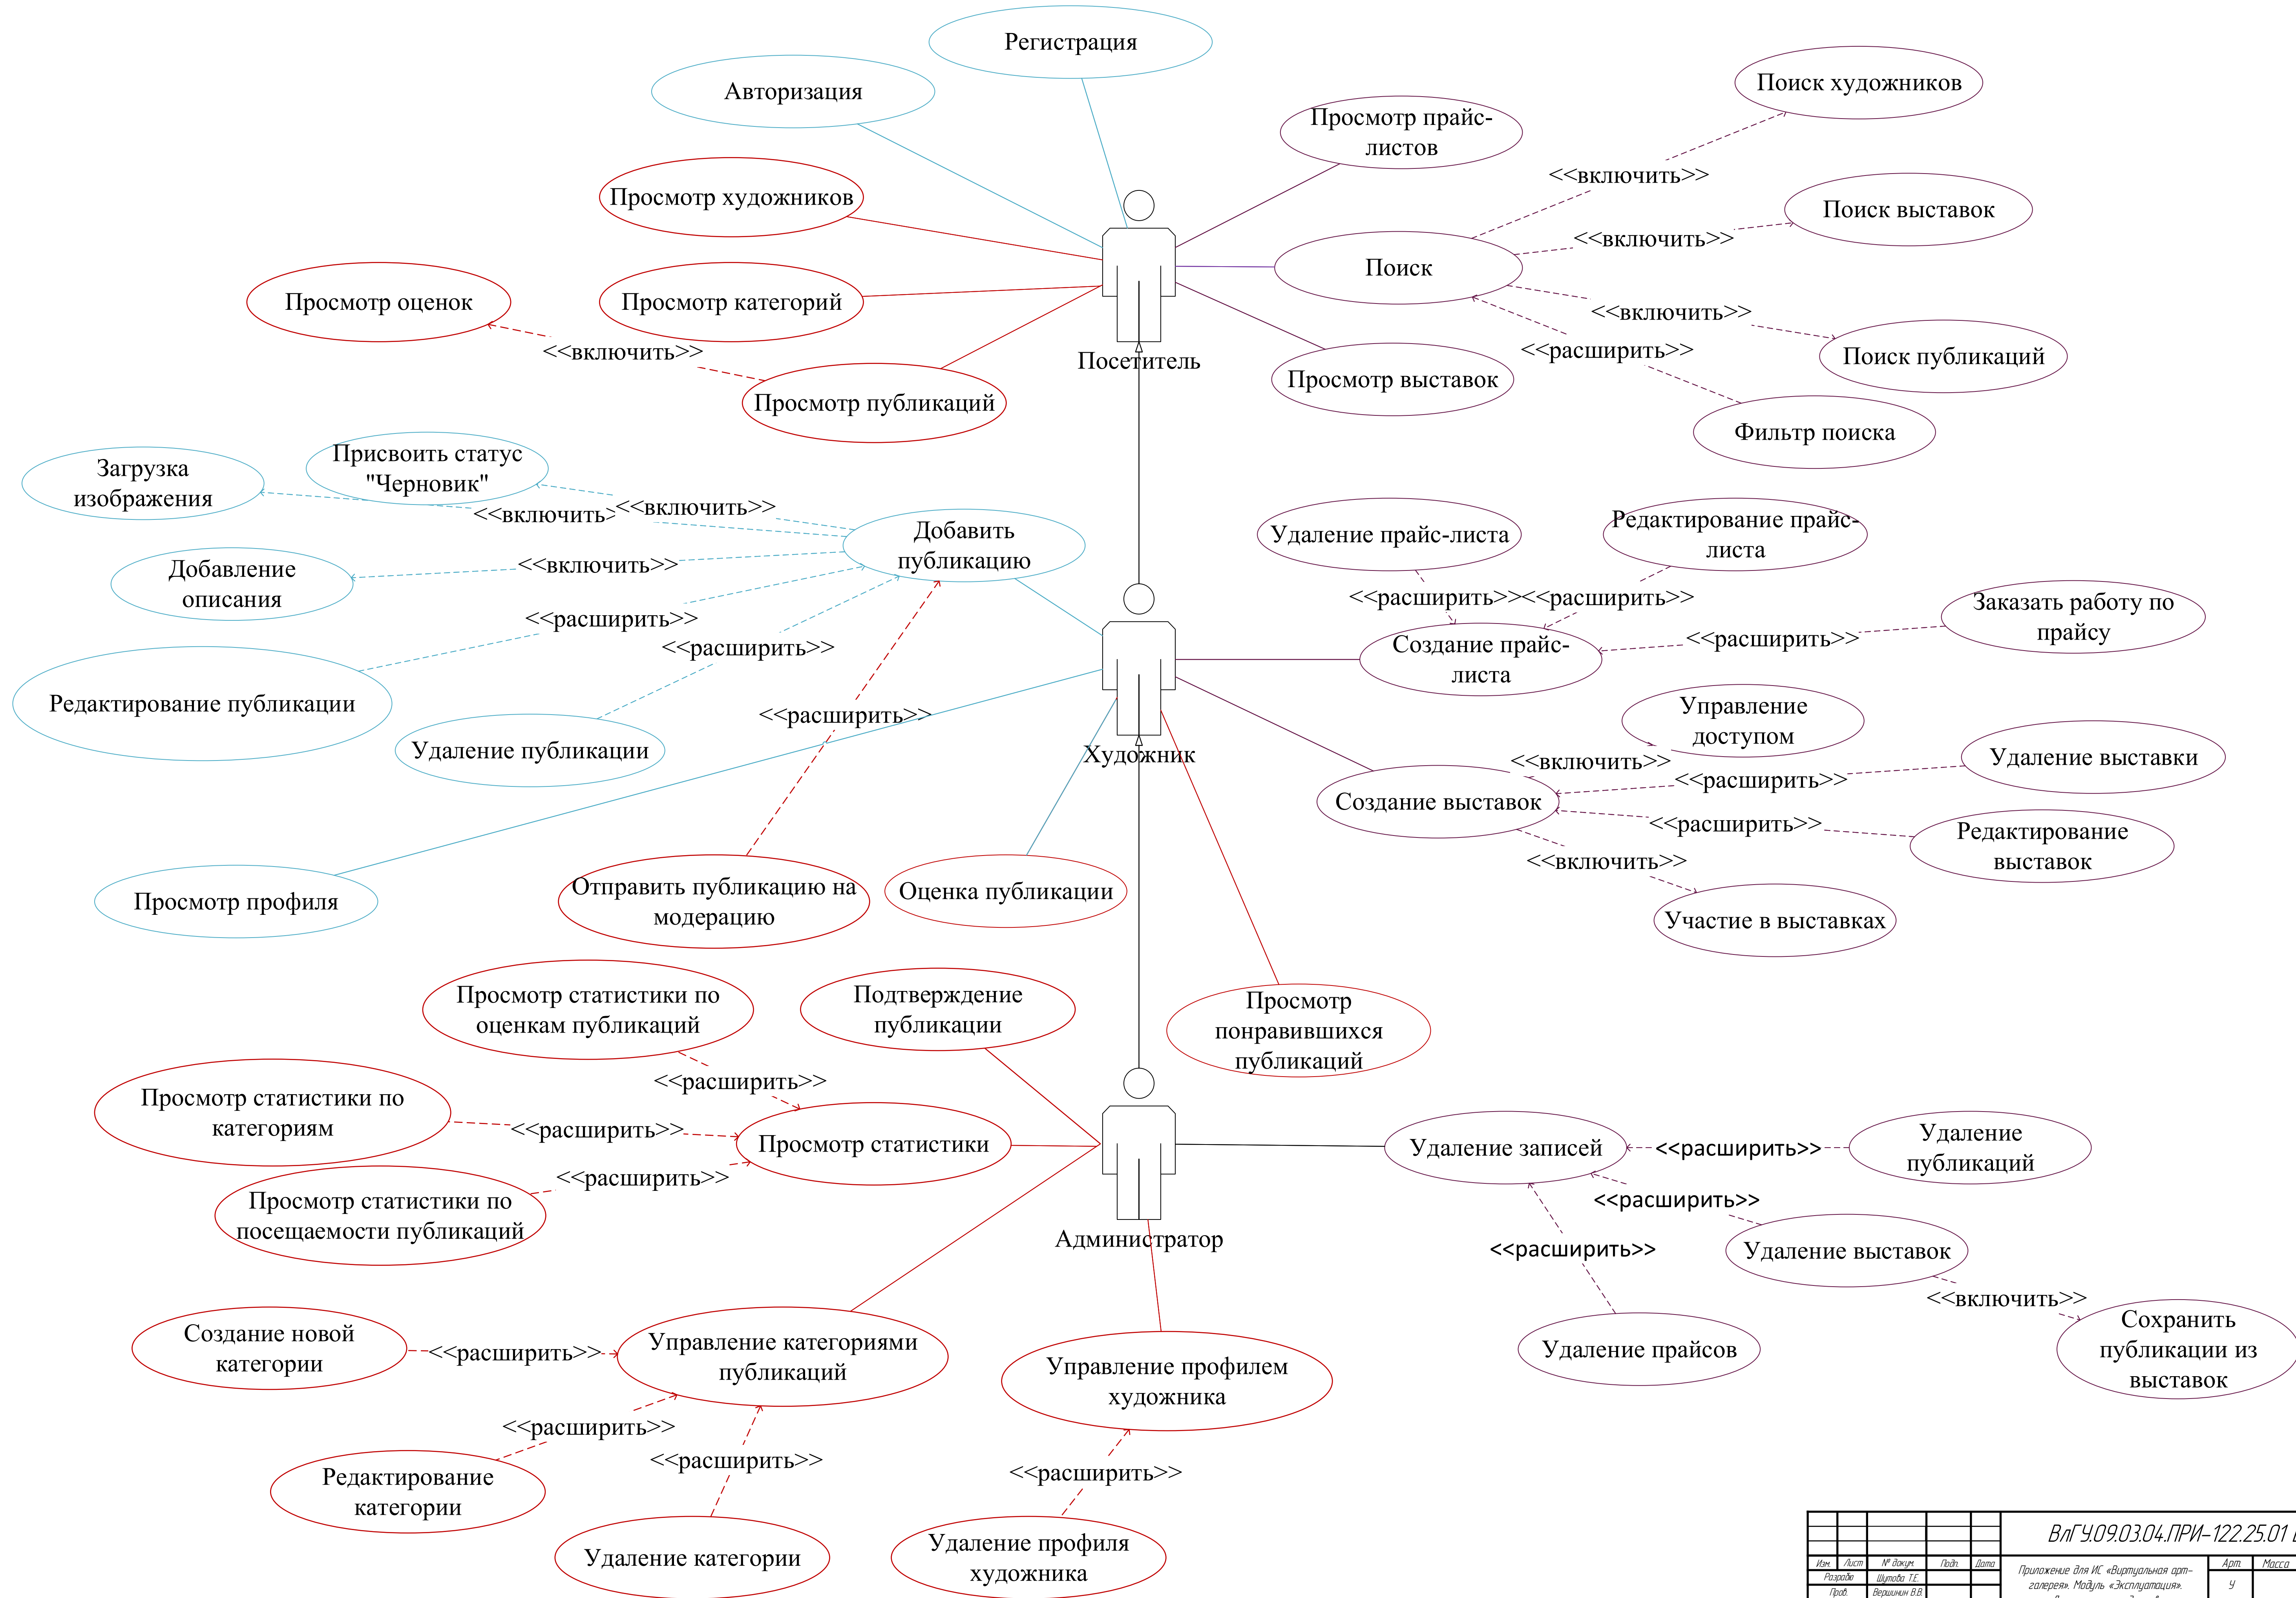 Регистрация
Авторизация
Поиск художников
Просмотр прайс-
листов
<<включить>>
Просмотр художников
Поиск выставок
<<включить>>
Поиск
Просмотр оценок
Просмотр категорий
<<включить>>
<<включить>>
<<расширить>>
Поиск публикаций
Посетитель
Просмотр выставок
Просмотр публикаций
Фильтр поиска
Загрузка
изображения
Присвоить статус
"Черновик"
<<включить>>
<<включить>
Добавить
публикацию
Удаление прайс-листа
Редактирование прайс-
листа
<<включить>>
Добавление
описания
<<расширить>>
<<расширить>>
<<расширить>>
Заказать работу по
прайсу
<<расширить>>
<<расширить>>
Создание прайс-
листа
Редактирование публикации
<<расширить>>
Управление
доступом
Удаление публикации
Художник
<<включить>>
Удаление выставки
<<расширить>>
Создание выставок
<<расширить>>
Редактирование
выставок
<<включить>>
Просмотр профиля
Отправить публикацию на
модерацию
Оценка публикации
Участие в выставках
Просмотр статистики по
оценкам публикаций
Подтверждение
публикации
Просмотр
понравившихся
публикаций
<<расширить>>
Просмотр статистики по
категориям
<<расширить>>
Просмотр статистики
<<расширить>>
Просмотр статистики по
посещаемости публикаций
Удаление записей
<<расширить>>
Удаление
публикаций
<<расширить>>
Администратор
<<расширить>>
Удаление выставок
<<включить>>
Создание новой
категории
<<расширить>>
Управление категориями
публикаций
Управление профилем
художника
Удаление прайсов
Сохранить
публикации из
выставок
<<расширить>>
<<расширить>>
<<расширить>>
Редактирование
категории
Удаление категории
Удаление профиля
художника
ВлГУ.09.03.04.ПРИ-122.25.01
Изм. Лист № докум. Подп. Дата
Приложение для ИС «Виртуальная арт-
галерея». Модуль «Эксплуатация».
Арт. Масса
Разрабо Шутова Т.Е.
У
Пров. Вершинин В.В.